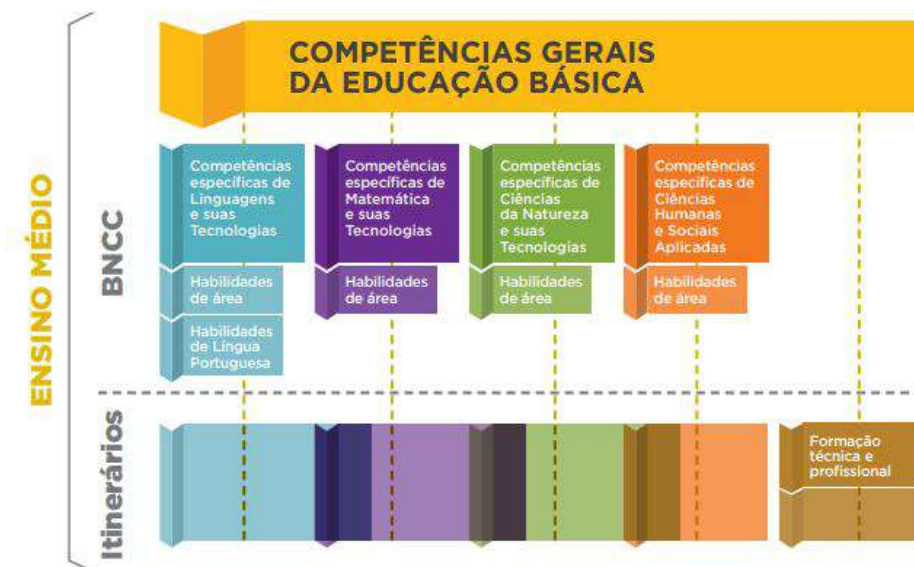 COMPETÊNCIAS GERAIS
DA EDUCAÇÃO BÁSICA
ENSINO MÉDIO
BNCC
Competências
específicas de
Linguagens
e suas
Tecnologias
Habilidades
de área
Habilidades
de Língua
Portuguesa
Competências
específicas de
Matemática
e suas
Tecnologias
Habilidades
de área
Competências
específicas de
Ciências
da Natureza
e suas
Tecnologias
Habilidades
de área
Competências
específicas de
Ciências
Humanas
e Sociais
Aplicadas
Habilidades
de área
Itinerários
Formação
técnica e
profissional